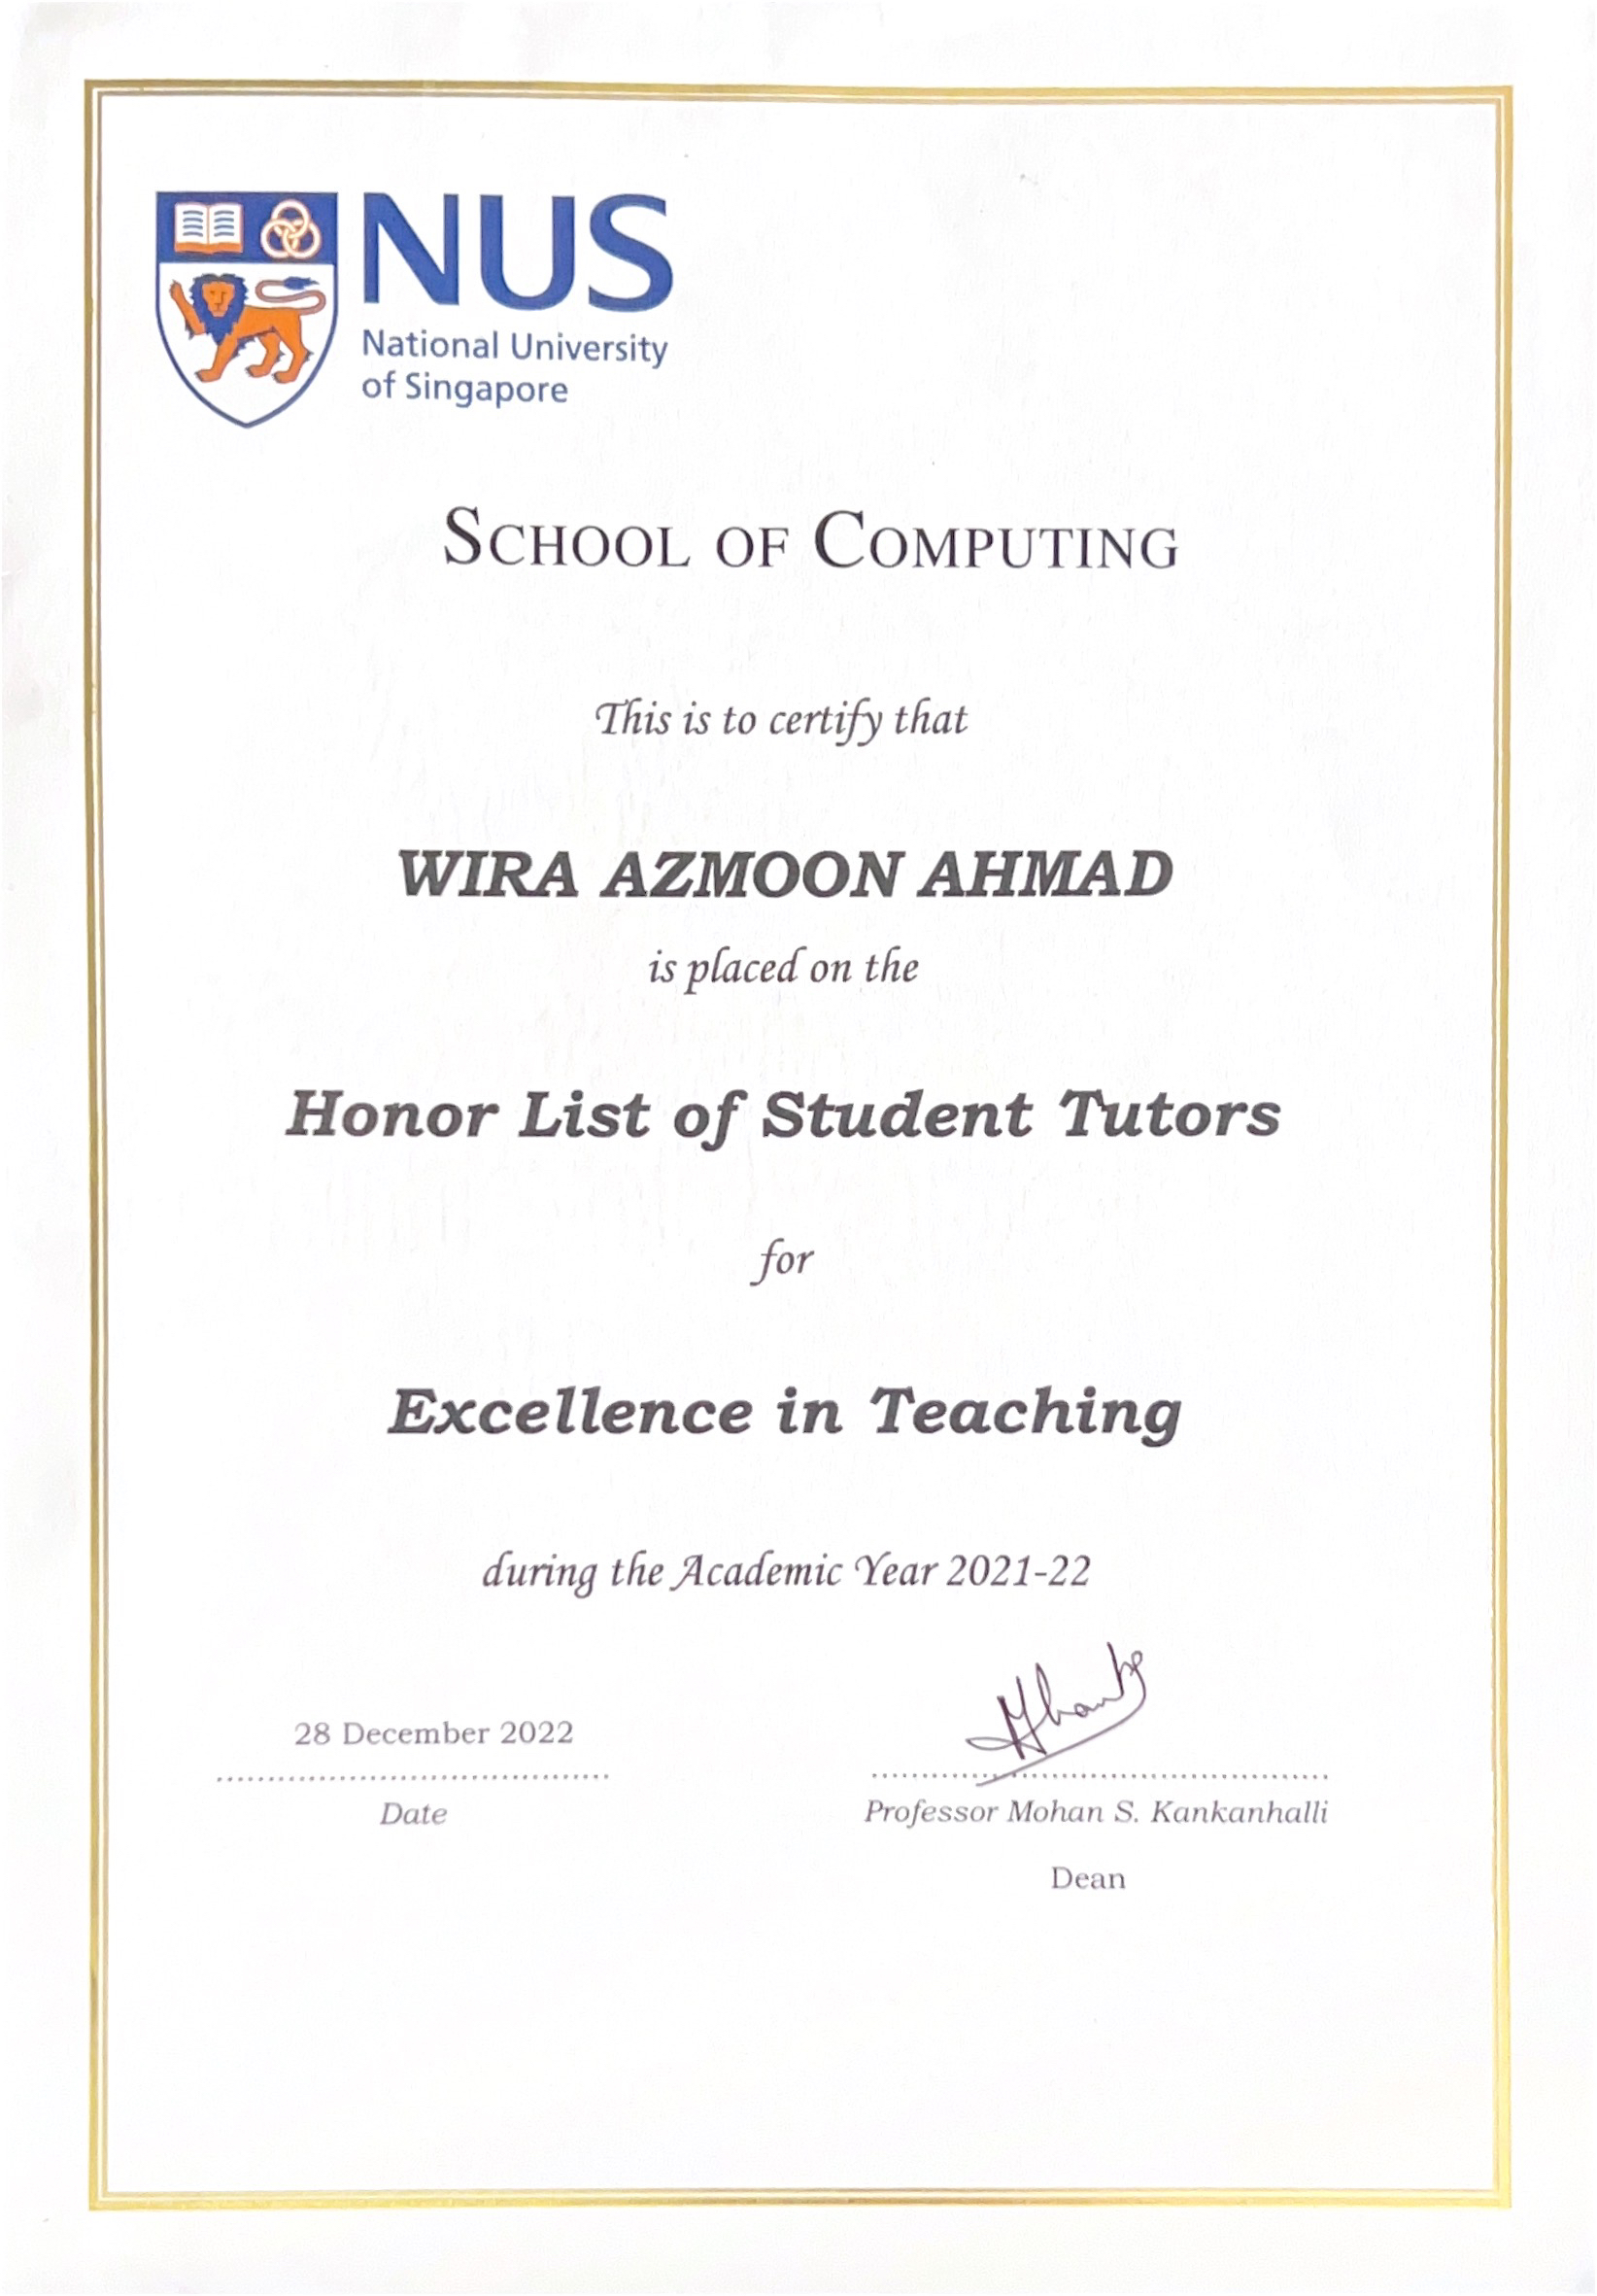 NUS
National University
of Singapore
SCHOOL OF COMPUTING
This is to certify that
WIRA AZMOON AHMAD
is placed on the
Honor List of Student Tutors
for
Excellence in Teaching
during the Academic Year 2021-22
28 December 2022
Date
Professor Mohan S. Kankanhalli
Dean